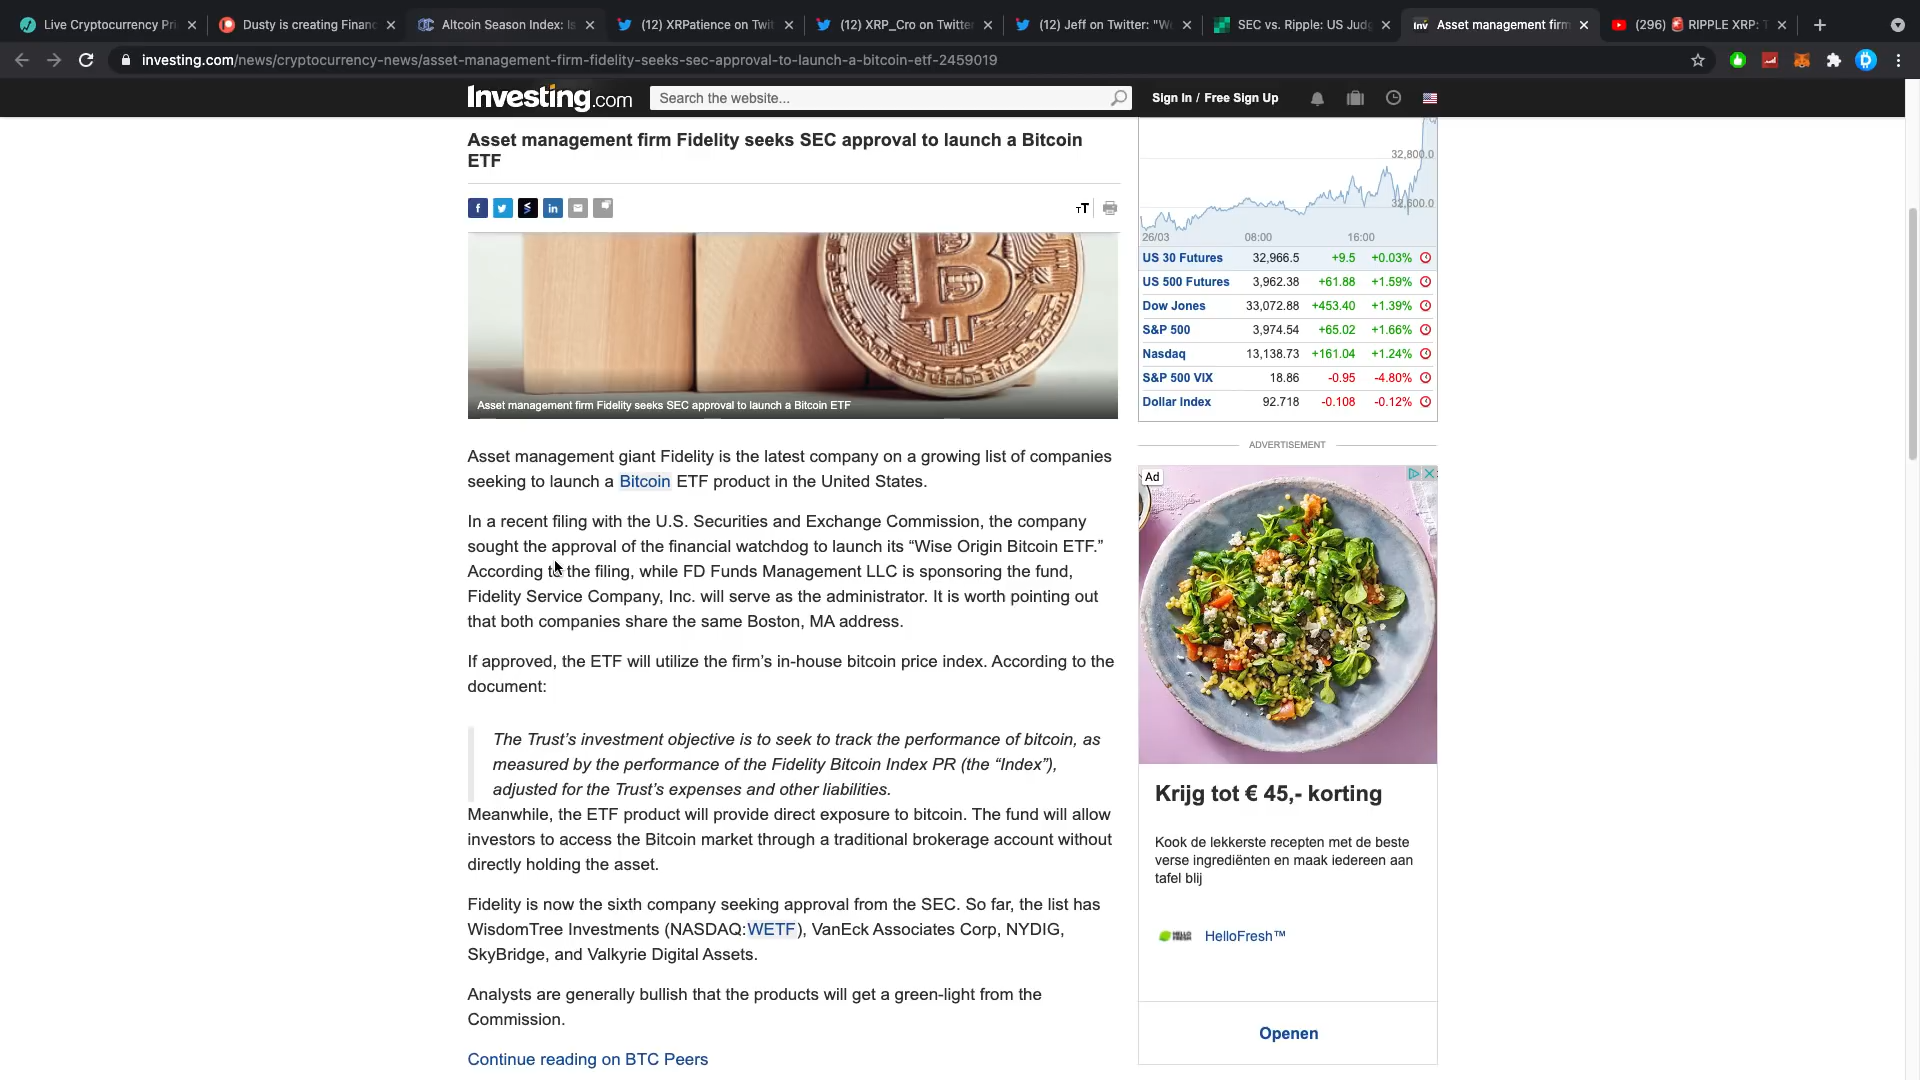 Live Cryptocurrency Pri
Dusty is creating Financ
Altcoin Season Index: Is
(12) XRPatience on Twit
(12) XRP_Cro on Twitte
(12) Jeff on Twitter: "W
SEC vs. Ripple: US Jud
Inv Asset management firm
(296) 🚨 RIPPLE XRP: T
investing.com/news/cryptocurrency-news/asset-management-firm-fidelity-seeks-sec-approval-to-launch-a-bitcoin-etf-2459019
Investing.com
Search the website...
Sign In / Free Sign Up
Asset management firm Fidelity seeks SEC approval to launch a Bitcoin
ETF
TT
Asset management firm Fidelity seeks SEC approval to launch a Bitcoin ETF
Asset management giant Fidelity is the latest company on a growing list of companies
seeking to launch a Bitcoin ETF product in the United States.
In a recent filing with the U.S. Securities and Exchange Commission, the company
sought the approval of the financial watchdog to launch its “Wise Origin Bitcoin ETF.”
According to the filing, while FD Funds Management LLC is sponsoring the fund,
Fidelity Service Company, Inc. will serve as the administrator. It is worth pointing out
that both companies share the same Boston, MA address.
If approved, the ETF will utilize the firm’s in-house bitcoin price index. According to the
document:
The Trust’s investment objective is to seek to track the performance of bitcoin, as
measured by the performance of the Fidelity Bitcoin Index PR (the “Index”),
adjusted for the Trust’s expenses and other liabilities.
Meanwhile, the ETF product will provide direct exposure to bitcoin. The fund will allow
investors to access the Bitcoin market through a traditional brokerage account without
directly holding the asset.
Fidelity is now the sixth company seeking approval from the SEC. So far, the list has
WisdomTree Investments (NASDAQ:WETF), VanEck Associates Corp, NYDIG,
SkyBridge, and Valkyrie Digital Assets.
Analysts are generally bullish that the products will get a green-light from the
Commission.
Continue reading on BTC Peers
32,800.0
32,600.0
26/03 08:00 16:00
US 30 Futures 32,966.5 +9.5 +0.03%
US 500 Futures 3,962.38 +61.88 +1.59%
Dow Jones 33,072.88 +453.40 +1.39%
S&P 500 3,974.54 +65.02 +1.66%
Nasdaq 13,138.73 +161.04 +1.24%
S&P 500 VIX 18.86 -0.95 -4.80%
Dollar Index 92.718 -0.108 -0.12%
ADVERTISEMENT
Ad
Krijg tot € 45,- korting
Kook de lekkerste recepten met de beste
verse ingrediënten en maak iedereen aan
tafel blij
HELLO FRESH HelloFresh™
Openen